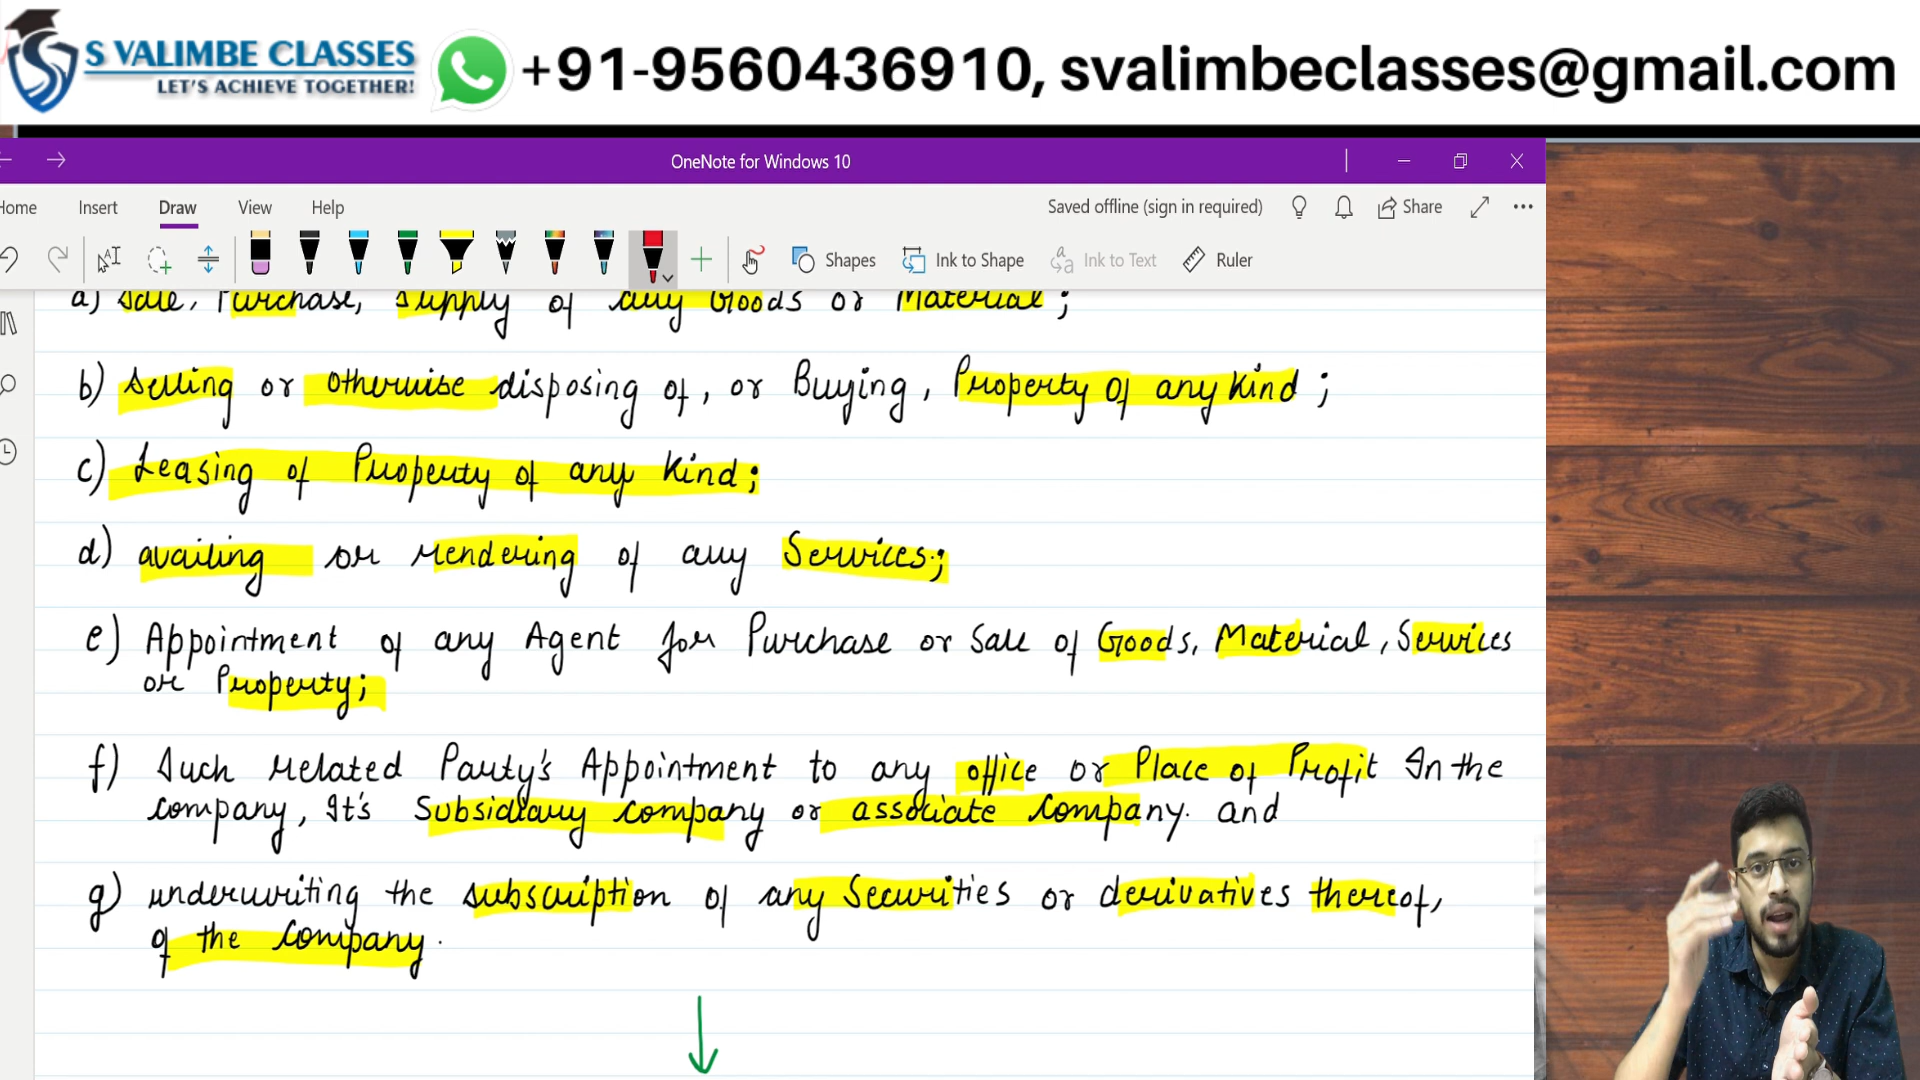 S VALIMBE CLASSES
LET'S ACHIEVE TOGETHER!
+91-9560436910, svalimbeclasses@gmail.com
OneNote for Windows 10
Home Insert Draw View Help
Saved offline (sign in required) Share
Shapes Ink to Shape Ink to Text Ruler
a) Sale, Purchase, Supply of any Goods or Material;
b) Selling or otherwise disposing of, or Buying, Property of any Kind;
c) Leasing of Property of any Kind;
d) availing or rendering of any Services;
e) Appointment of any Agent for Purchase or Sale of Goods, Material, Services
or Property;
f) Such related Party's Appointment to any office or Place of Profit In the
company, It's Subsidiary company or associate Company. and
g) underwriting the subscription of any Securities or derivatives thereof,
of the Company.